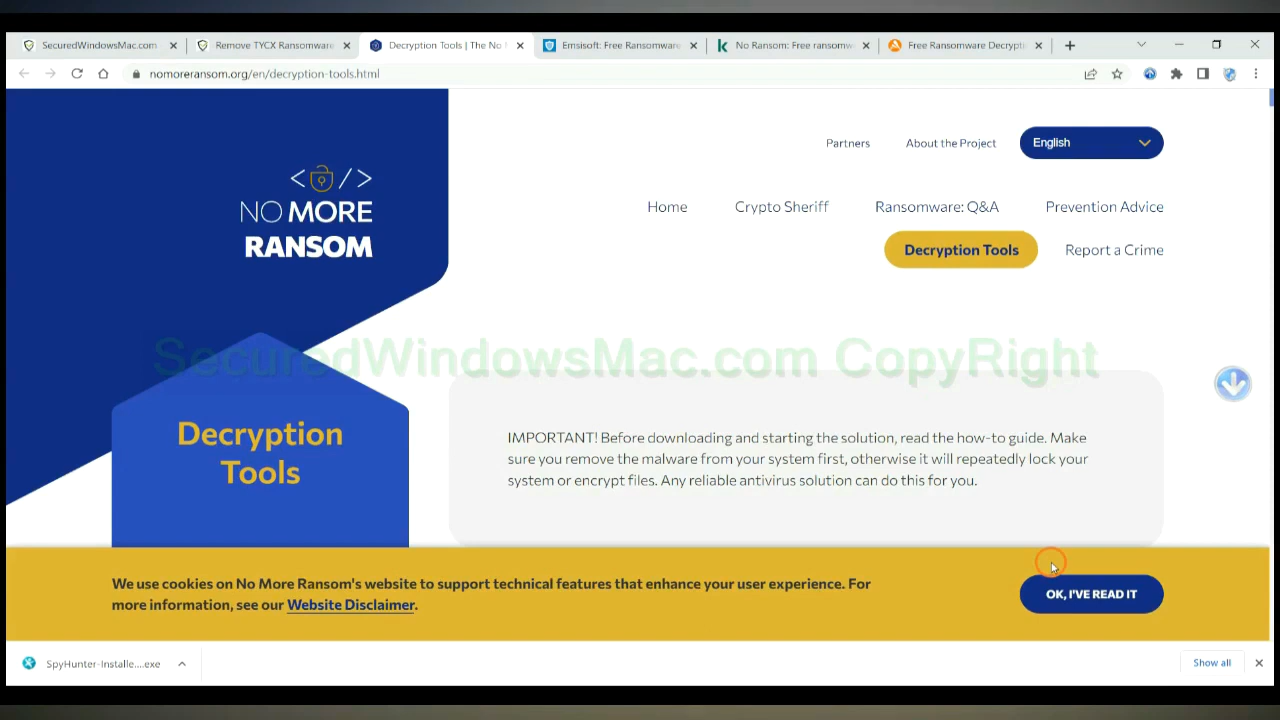 SecuredWindowsMac.com
Remove TYCX Ransomware
Decryption Tools | The No
Emsisoft: Free Ransomware
No Ransom: Free ransomw
Free Ransomware Decrypti
nomoreransom.org/en/decryption-tools.html
Partners
About the Project
English
NO MORE
RANSOM
Home
Crypto Sheriff
Ransomware: Q&A
Prevention Advice
Decryption Tools
Report a Crime
SecuredWindowsMac.com CopyRight
Decryption
Tools
IMPORTANT! Before downloading and starting the solution, read the how-to guide. Make
sure you remove the malware from your system first, otherwise it will repeatedly lock your
system or encrypt files. Any reliable antivirus solution can do this for you.
We use cookies on No More Ransom's website to support technical features that enhance your user experience. For
more information, see our Website Disclaimer.
OK, I'VE READ IT
SpyHunter-Installe....exe
Show all